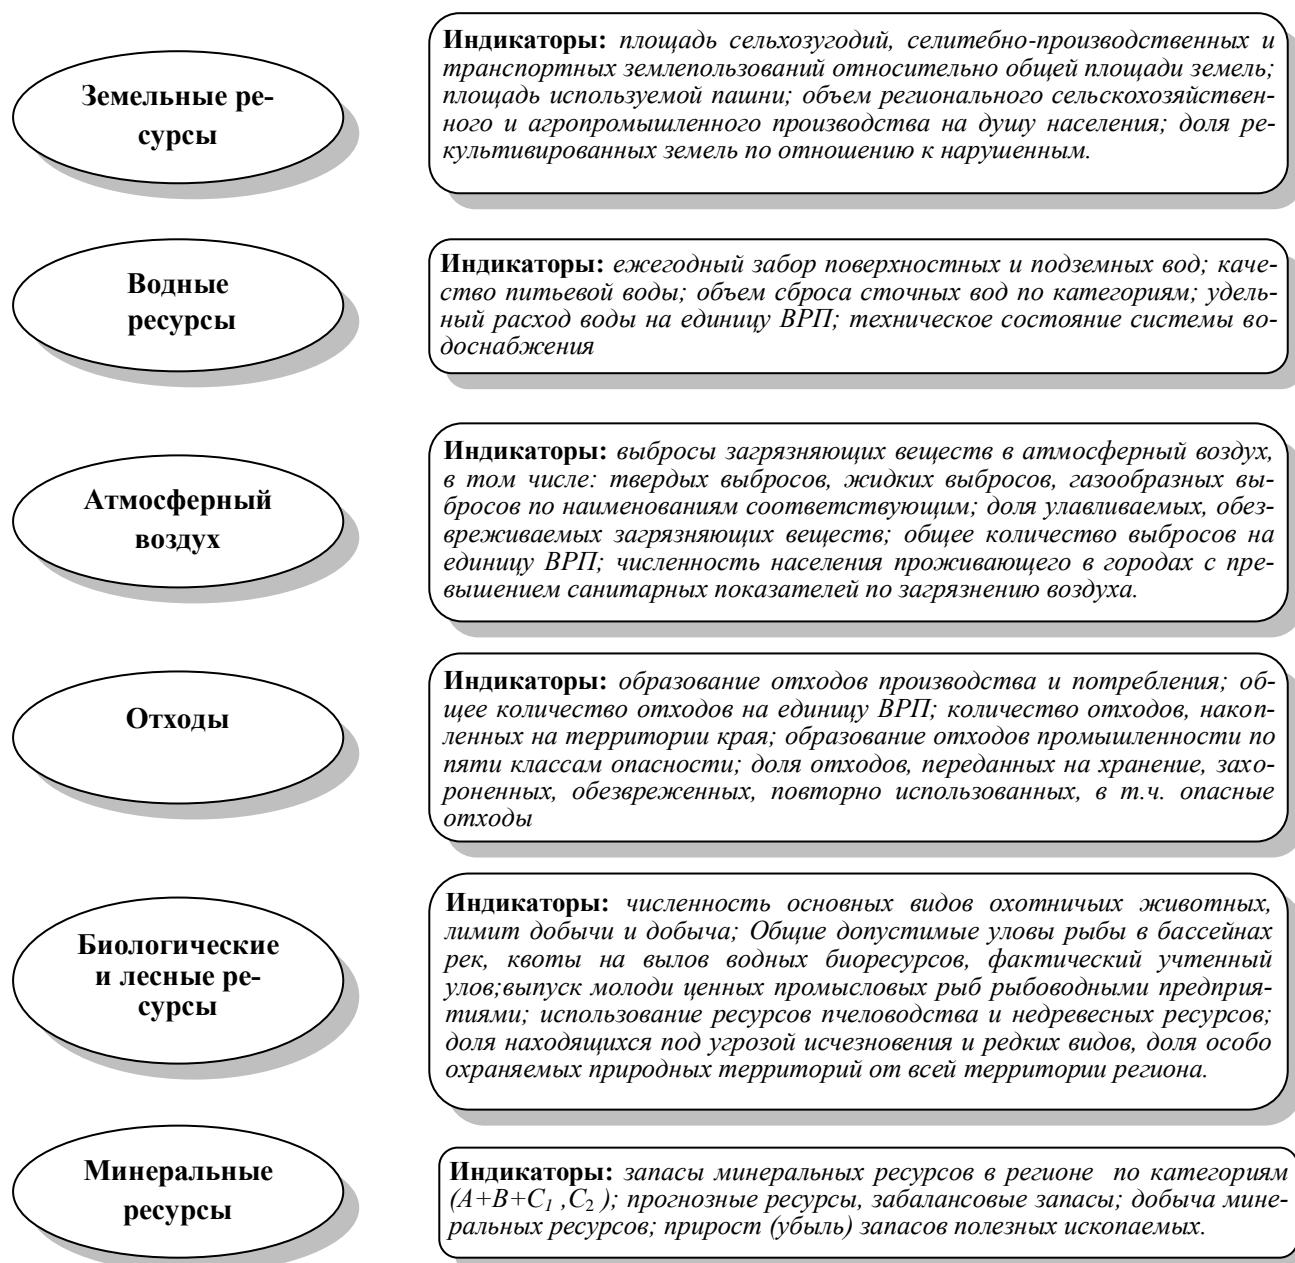 Земельные ре-
сурсы
Индикаторы: площадь сельхозугодий, селитебно-производственных и
транспортных землепользований относительно общей площади земель;
площадь используемой пашни; объем регионального сельскохозяйствен-
ного и агропромышленного производства на душу населения; доля ре-
культивированных земель по отношению к нарушенным.
Водные
ресурсы
Индикаторы: ежегодный забор поверхностных и подземных вод; каче-
ство питьевой воды; объем сброса сточных вод по категориям; удель-
ный расход воды на единицу ВРП; техническое состояние системы во-
доснабжения
Атмосферный
воздух
Индикаторы: выбросы загрязняющих веществ в атмосферный воздух,
в том числе: твердых выбросов, жидких выбросов, газообразных вы-
бросов по наименованиям соответствующим; доля улавливаемых, обез-
вреживаемых загрязняющих веществ; общее количество выбросов на
единицу ВРП; численность населения проживающего в городах с пре-
вышением санитарных показателей по загрязнению воздуха.
Отходы
Индикаторы: образование отходов производства и потребления; об-
щее количество отходов на единицу ВРП; количество отходов, накоп-
ленных на территории края; образование отходов промышленности по
пяти классам опасности; доля отходов, переданных на хранение, захо-
роненных, обезвреженных, повторно использованных, в т.ч. опасные
отходы
Биологические
и лесные ре-
сурсы
Индикаторы: численность основных видов охотничьих животных,
лимит добычи и добыча; Общие допустимые уловы рыбы в бассейнах
рек, квоты на вылов водных биоресурсов, фактический учтенный
улов;выпуск молоди ценных промысловых рыб рыбоводными предприя-
тиями; использование ресурсов пчеловодства и недревесных ресурсов;
доля находящихся под угрозой исчезновения и редких видов, доля особо
охраняемых природных территорий от всей территории региона.
Минеральные
ресурсы
Индикаторы: запасы минеральных ресурсов в регионе по категориям
(А+В+С₁ ,С₂ ); прогнозные ресурсы, забалансовые запасы; добыча мине-
ральных ресурсов; прирост (убыль) запасов полезных ископаемых.